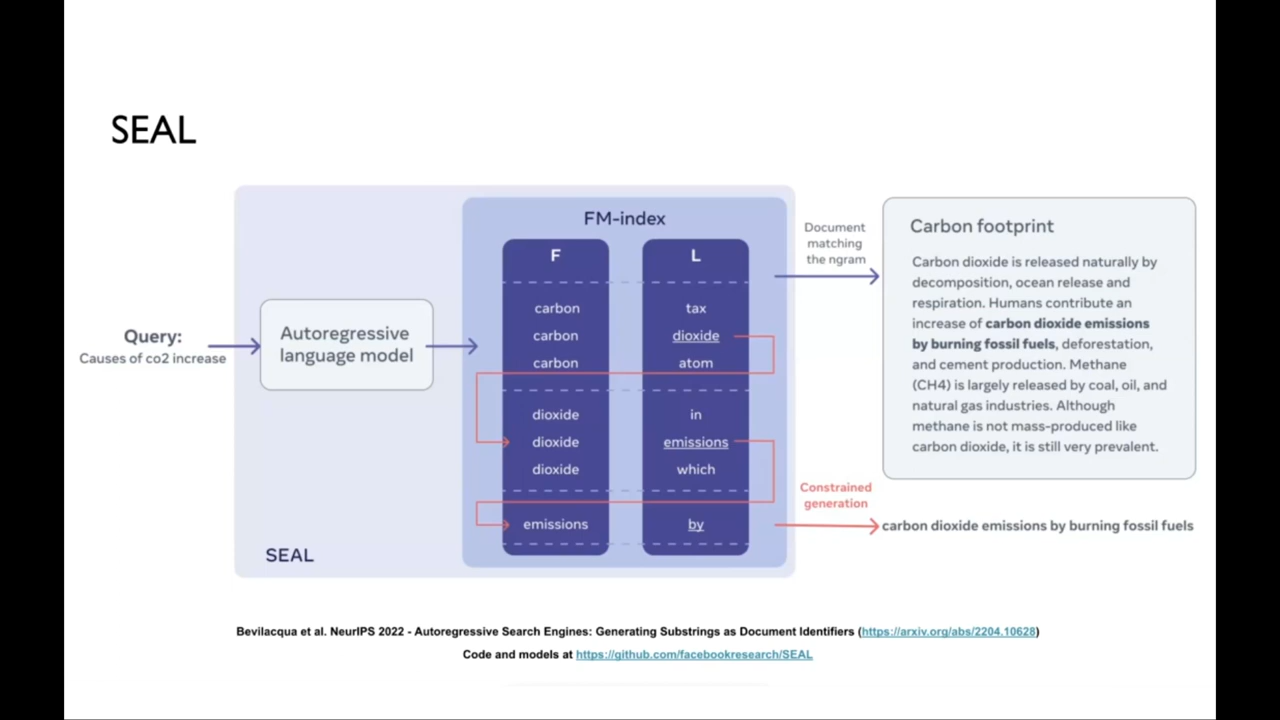 SEAL
Query:
Causes of co2 increase
Autoregressive
language model
SEAL
FM-index
F
L
carbon
tax
carbon
dioxide
carbon
atom
dioxide
in
dioxide
emissions
dioxide
which
emissions
by
Document
matching
the ngram
Carbon footprint
Carbon dioxide is released naturally by
decomposition, ocean release and
respiration. Humans contribute an
increase of carbon dioxide emissions
by burning fossil fuels, deforestation,
and cement production. Methane
(CH4) is largely released by coal, oil, and
natural gas industries. Although
methane is not mass-produced like
carbon dioxide, it is still very prevalent.
Constrained
generation
carbon dioxide emissions by burning fossil fuels
Bevilacqua et al. NeurIPS 2022 - Autoregressive Search Engines: Generating Substrings as Document Identifiers (https://arxiv.org/abs/2204.10628)
Code and models at https://github.com/facebookresearch/SEAL